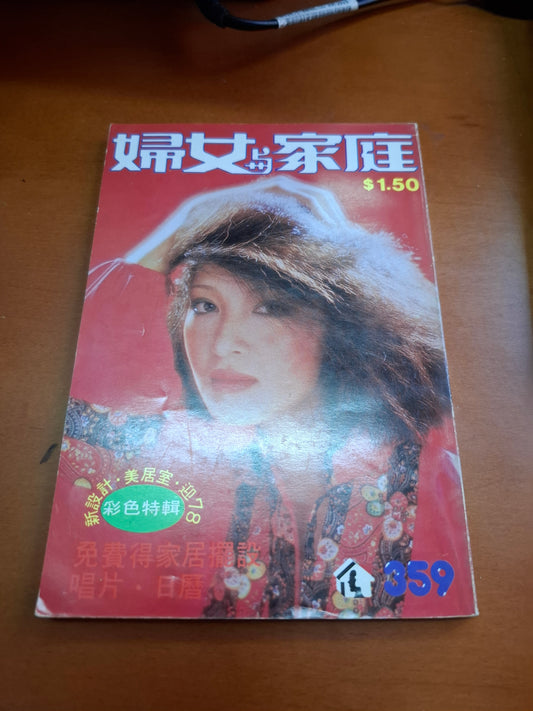 婦女與家庭
$1.50
新設計·美居室·迎78
彩色特輯
免費得家居擺設
唱片·日曆
359